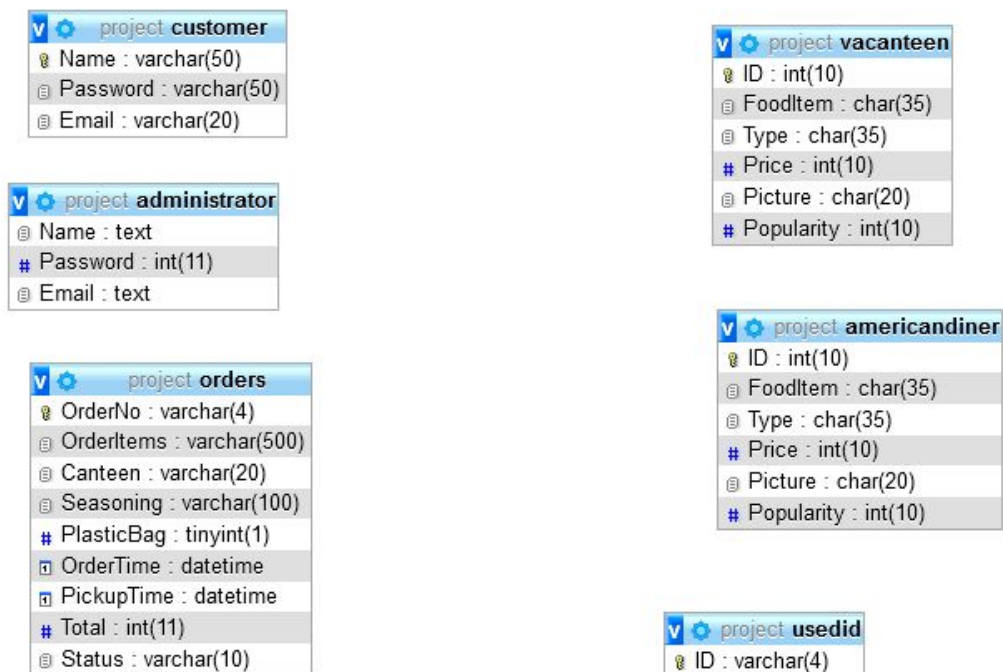 project customer
Name : varchar(50)
Password : varchar(50)
Email : varchar(20)
project administrator
Name : text
# Password : int(11)
Email : text
project orders
OrderNo : varchar(4)
OrderItems : varchar(500)
Canteen : varchar(20)
Seasoning : varchar(100)
# PlasticBag : tinyint(1)
OrderTime : datetime
PickupTime : datetime
# Total : int(11)
Status : varchar(10)
project vacanteen
ID : int(10)
FoodItem : char(35)
Type : char(35)
# Price : int(10)
Picture : char(20)
# Popularity : int(10)
project americandiner
ID : int(10)
FoodItem : char(35)
Type : char(35)
# Price : int(10)
Picture : char(20)
# Popularity : int(10)
project usedid
ID : varchar(4)